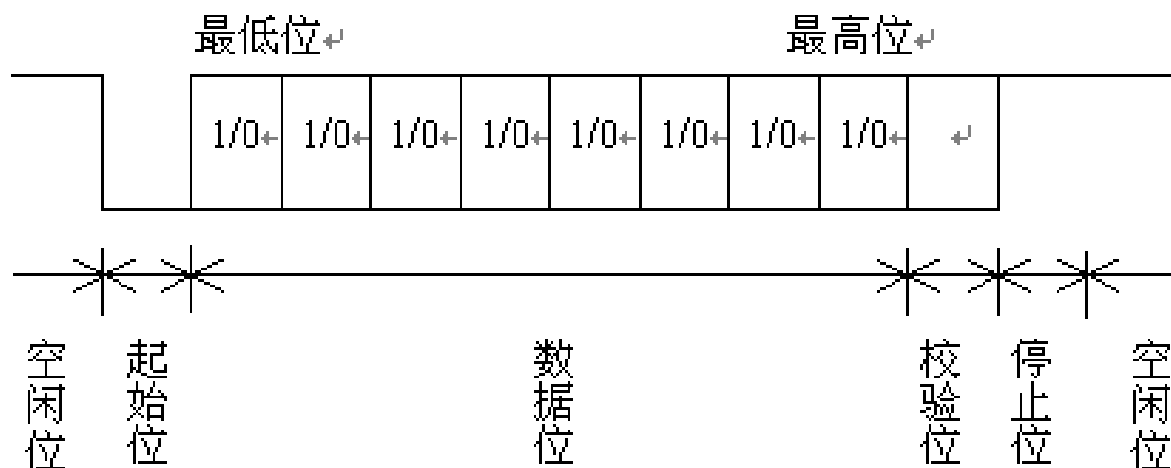 最低位↵ 最高位↵
1/0↵ 1/0↵ 1/0↵ 1/0↵ 1/0↵ 1/0↵ 1/0↵ 1/0↵ ↵
空闲位 起始位 数据位 校验位 停止位 空闲位